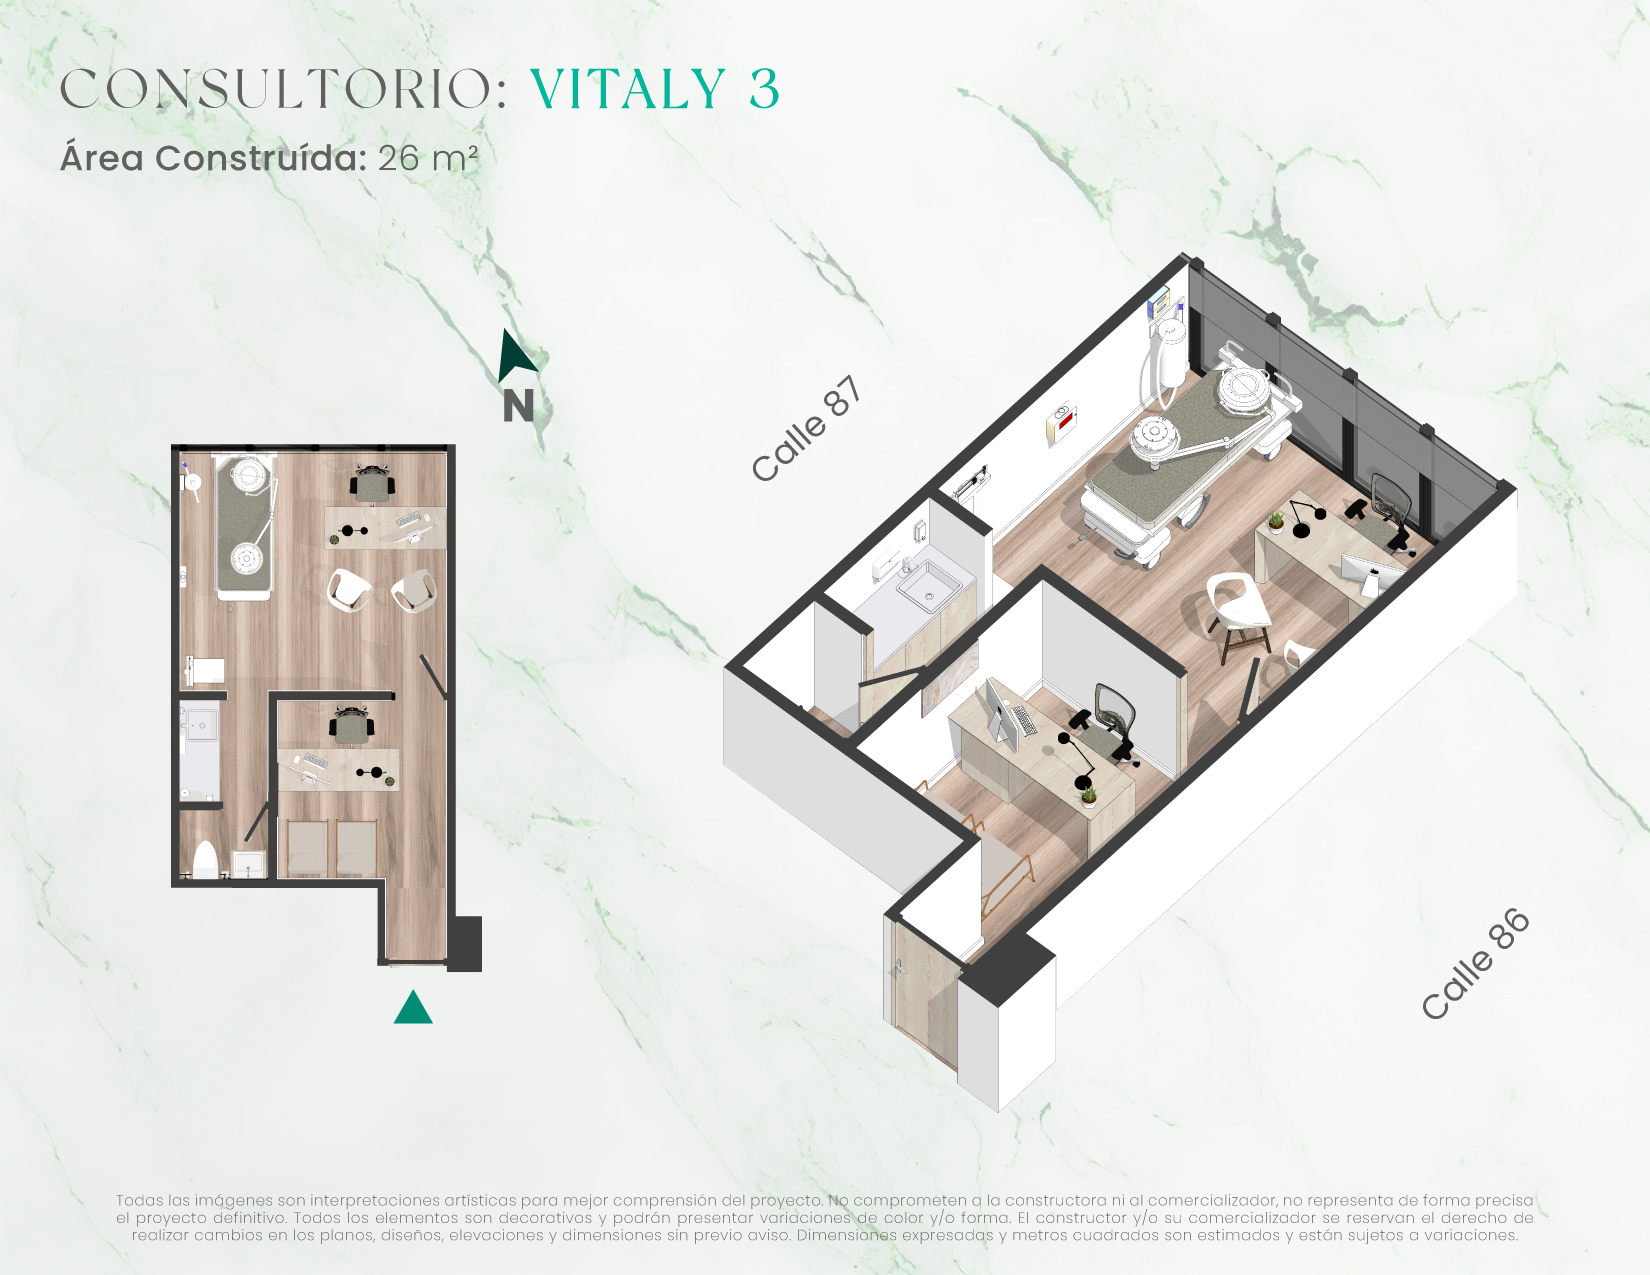 CONSULTORIO: VITALY 3
Área Construída: 26 m²
N
Calle 87
Calle 86
Todas las imágenes son interpretaciones artísticas para mejor comprensión del proyecto. No comprometen a la constructora ni al comercializador, no representa de forma precisa
el proyecto definitivo. Todos los elementos son decorativos y podrán presentar variaciones de color y/o forma. El constructor y/o su comercializador se reservan el derecho de
realizar cambios en los planos, diseños, elevaciones y dimensiones sin previo aviso. Dimensiones expresadas y metros cuadrados son estimados y están sujetos a variaciones.